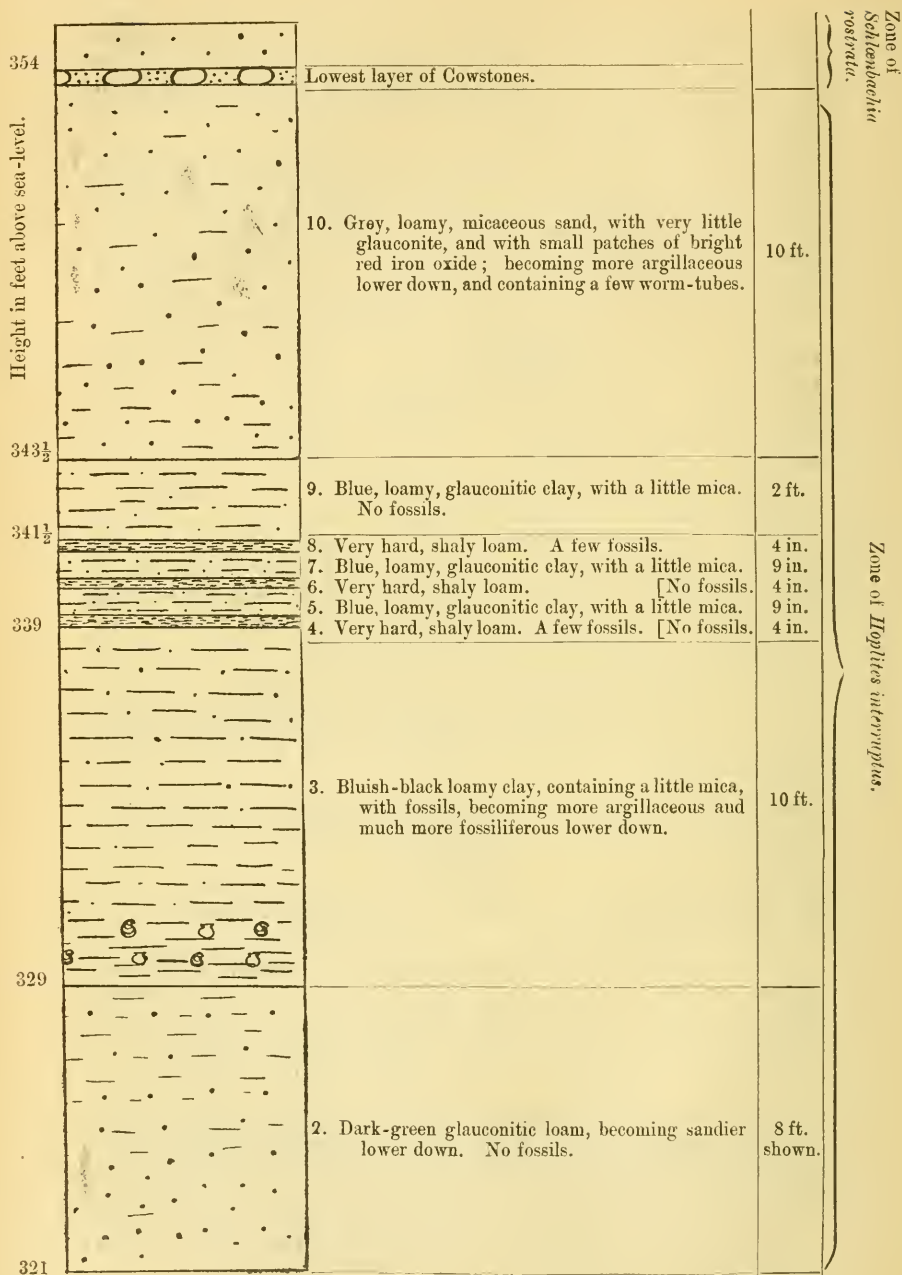 Zone of
Schlœnbachia
rostrata.
354
Lowest layer of Cowstones.
Height in feet above sea-level.
10. Grey, loamy, micaceous sand, with very little
glauconite, and with small patches of bright
red iron oxide; becoming more argillaceous
lower down, and containing a few worm-tubes.
10 ft.
343½
9. Blue, loamy, glauconitic clay, with a little mica.
No fossils.
2 ft.
341½
8. Very hard, shaly loam. A few fossils.
4 in.
7. Blue, loamy, glauconitic clay, with a little mica.
9 in.
6. Very hard, shaly loam. [No fossils.
4 in.
5. Blue, loamy, glauconitic clay, with a little mica.
9 in.
339
4. Very hard, shaly loam. A few fossils. [No fossils.
4 in.
Zone of Hoplites interruptus.
3. Bluish-black loamy clay, containing a little mica,
with fossils, becoming more argillaceous and
much more fossiliferous lower down.
10 ft.
329
2. Dark-green glauconitic loam, becoming sandier
lower down. No fossils.
8 ft.
shown.
321